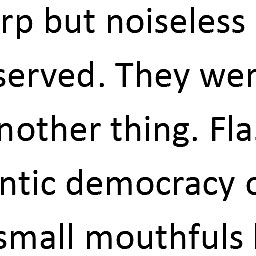 rp but noiseless
served. They wer
nother thing. Fla
ntic democracy
small mouthfuls